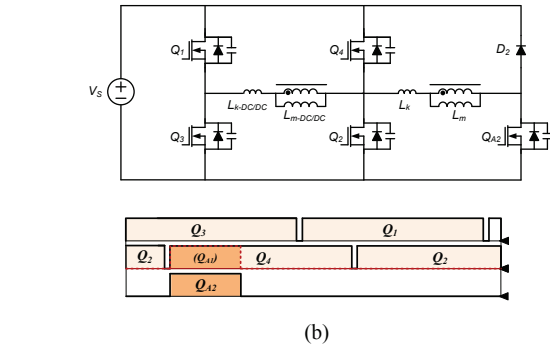 Q1 Q4 D2
VS
Lk-DC/DC Lm-DC/DC Lk Lm
Q3 Q2 QA2
Q3 Q1
Q2 (QA1) Q4 Q2
QA2
(b)